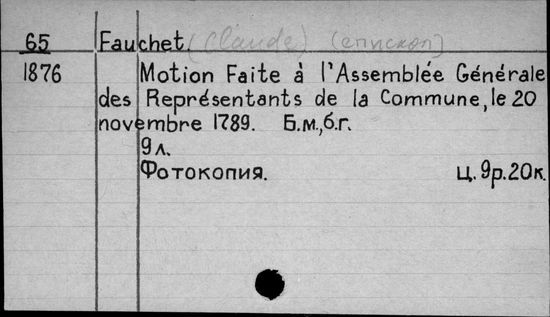 65 Fauchet (Claude) (епископ)
1876 Motion Faite à l'Assemblée Générale
des Représentants de la Commune, le 20
novembre 1789. Б.м., б.г.
9 л.
Фотокопия. ц. 9р. 20к.